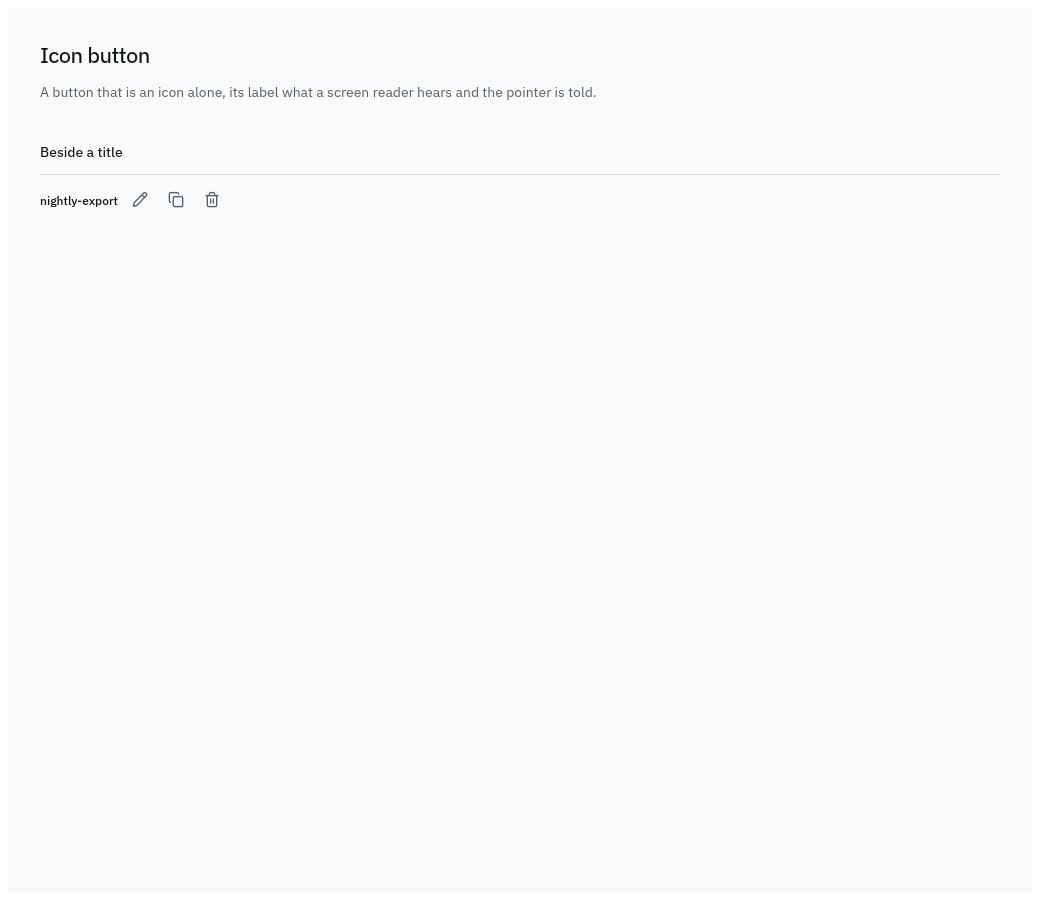 Icon button
A button that is an icon alone, its label what a screen reader hears and the pointer is told.
Beside a title
nightly-export